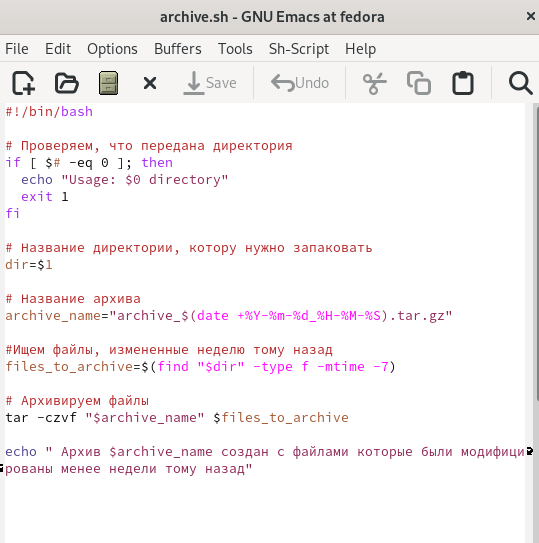 archive.sh - GNU Emacs at fedora
File Edit Options Buffers Tools Sh-Script Help
Save Undo
#!/bin/bash
# Проверяем, что передана директория
if [ $# -eq 0 ]; then
  echo "Usage: $0 directory"
  exit 1
fi
# Название директории, котору нужно запаковать
dir=$1
# Название архива
archive_name="archive_$(date +%Y-%m-%d_%H-%M-%S).tar.gz"
#Ищем файлы, измененные неделю тому назад
files_to_archive=$(find "$dir" -type f -mtime -7)
# Архивируем файлы
tar -czvf "$archive_name" $files_to_archive
echo " Архив $archive_name создан с файлами которые были модифици
рованы менее недели тому назад"